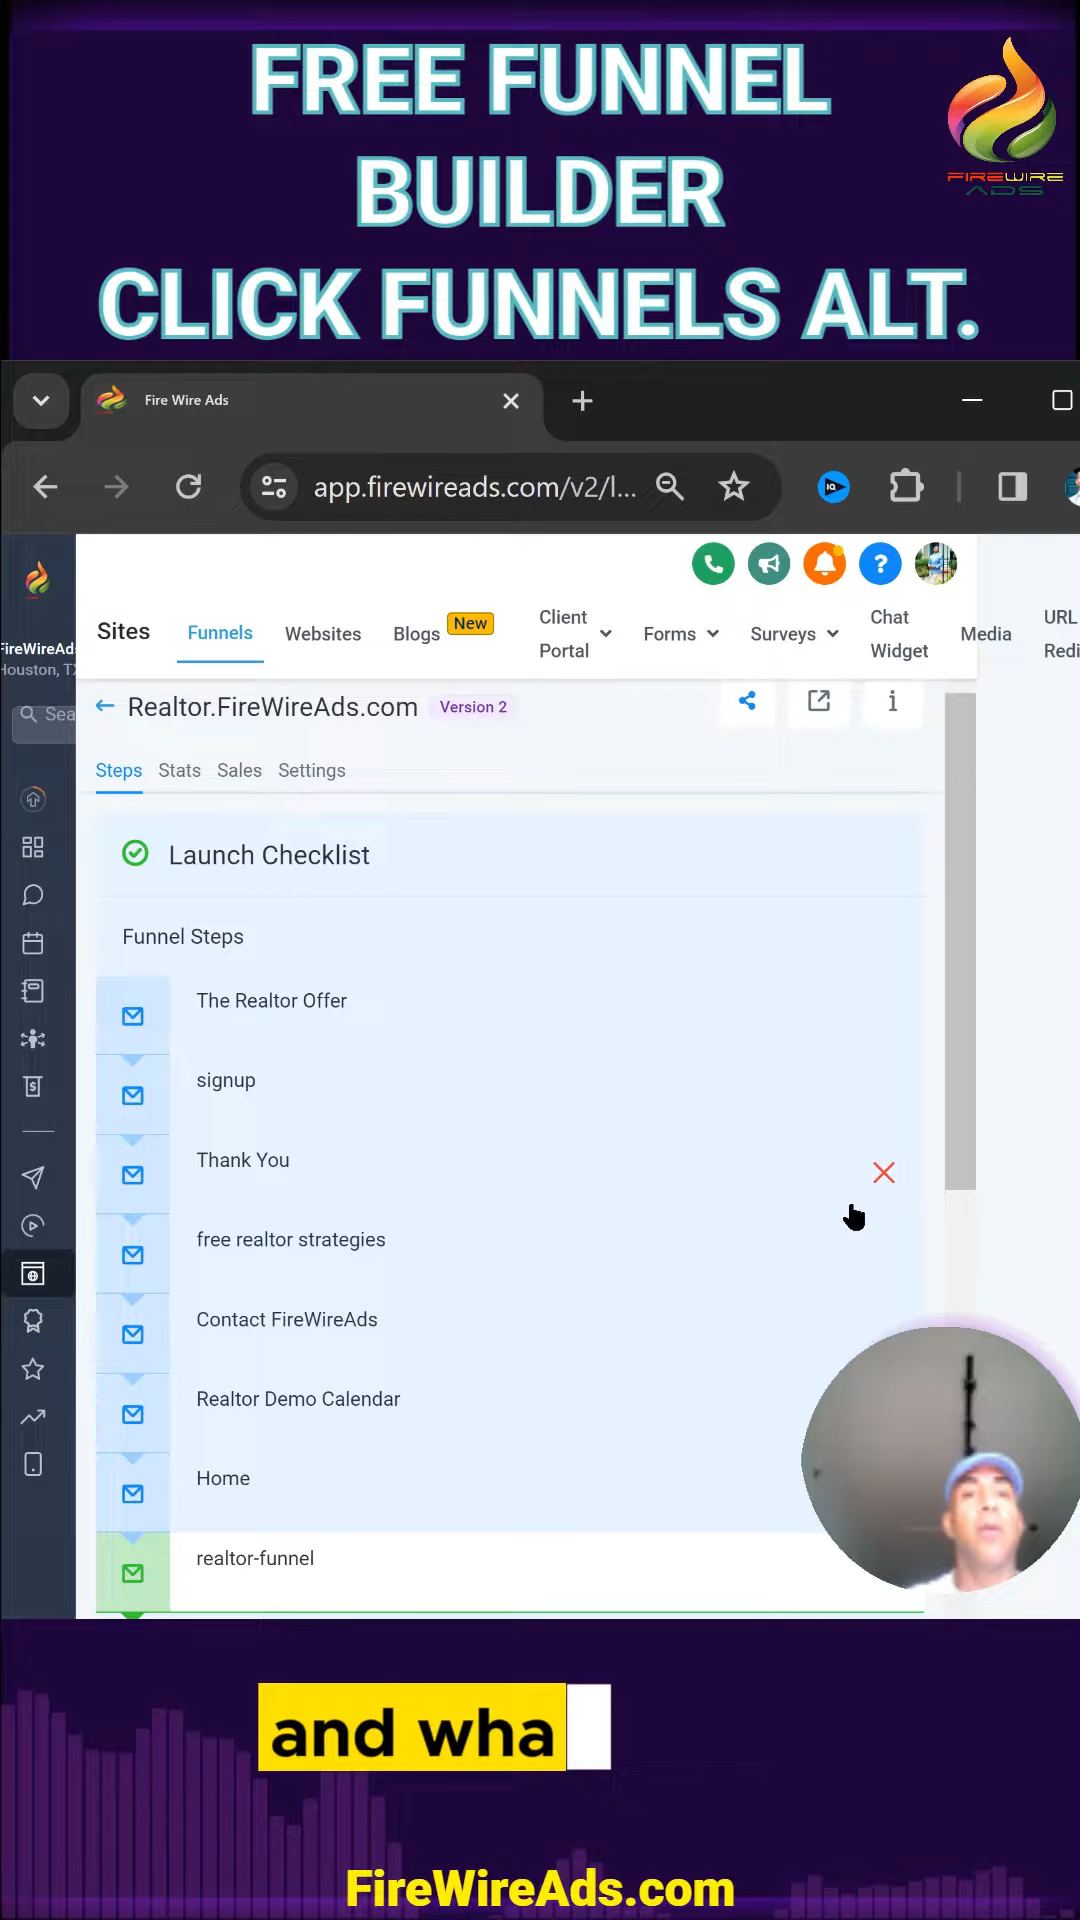 FREE FUNNEL
BUILDER
CLICK FUNNELS ALT.
FIREWIRE
ADS
Fire Wire Ads
app.firewireads.com/v2/l...
Sites
Funnels
Websites
Blogs
New
Client
Portal
Forms
Surveys
Chat
Widget
Media
URL
Redi
FireWireAds
Houston, TX
Sea
Realtor.FireWireAds.com
Version 2
Steps
Stats
Sales
Settings
Launch Checklist
Funnel Steps
The Realtor Offer
signup
Thank You
free realtor strategies
Contact FireWireAds
Realtor Demo Calendar
Home
realtor-funnel
and wha
FireWireAds.com